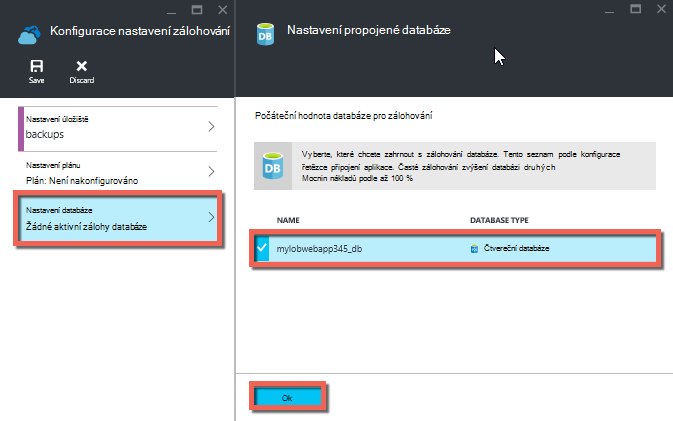 Konfigurace nastavení zálohování
Save
Discard
Nastavení úložiště
backups
Nastavení plánu
Plán: Není nakonfigurováno
Nastavení databáze
Žádné aktivní zálohy databáze
DB
Nastavení propojené databáze
Počáteční hodnota databáze pro zálohování
DB
Vyberte, které chcete zahrnout s zálohování databáze. Tento seznam podle konfigurace
řetězce připojení aplikace. Časté zálohování zvýšení databázi druhých
Mocnin nákladů podle až 100 %
NAME
DATABASE TYPE
mylobwebapp345_db
Čtvereční databáze
Ok